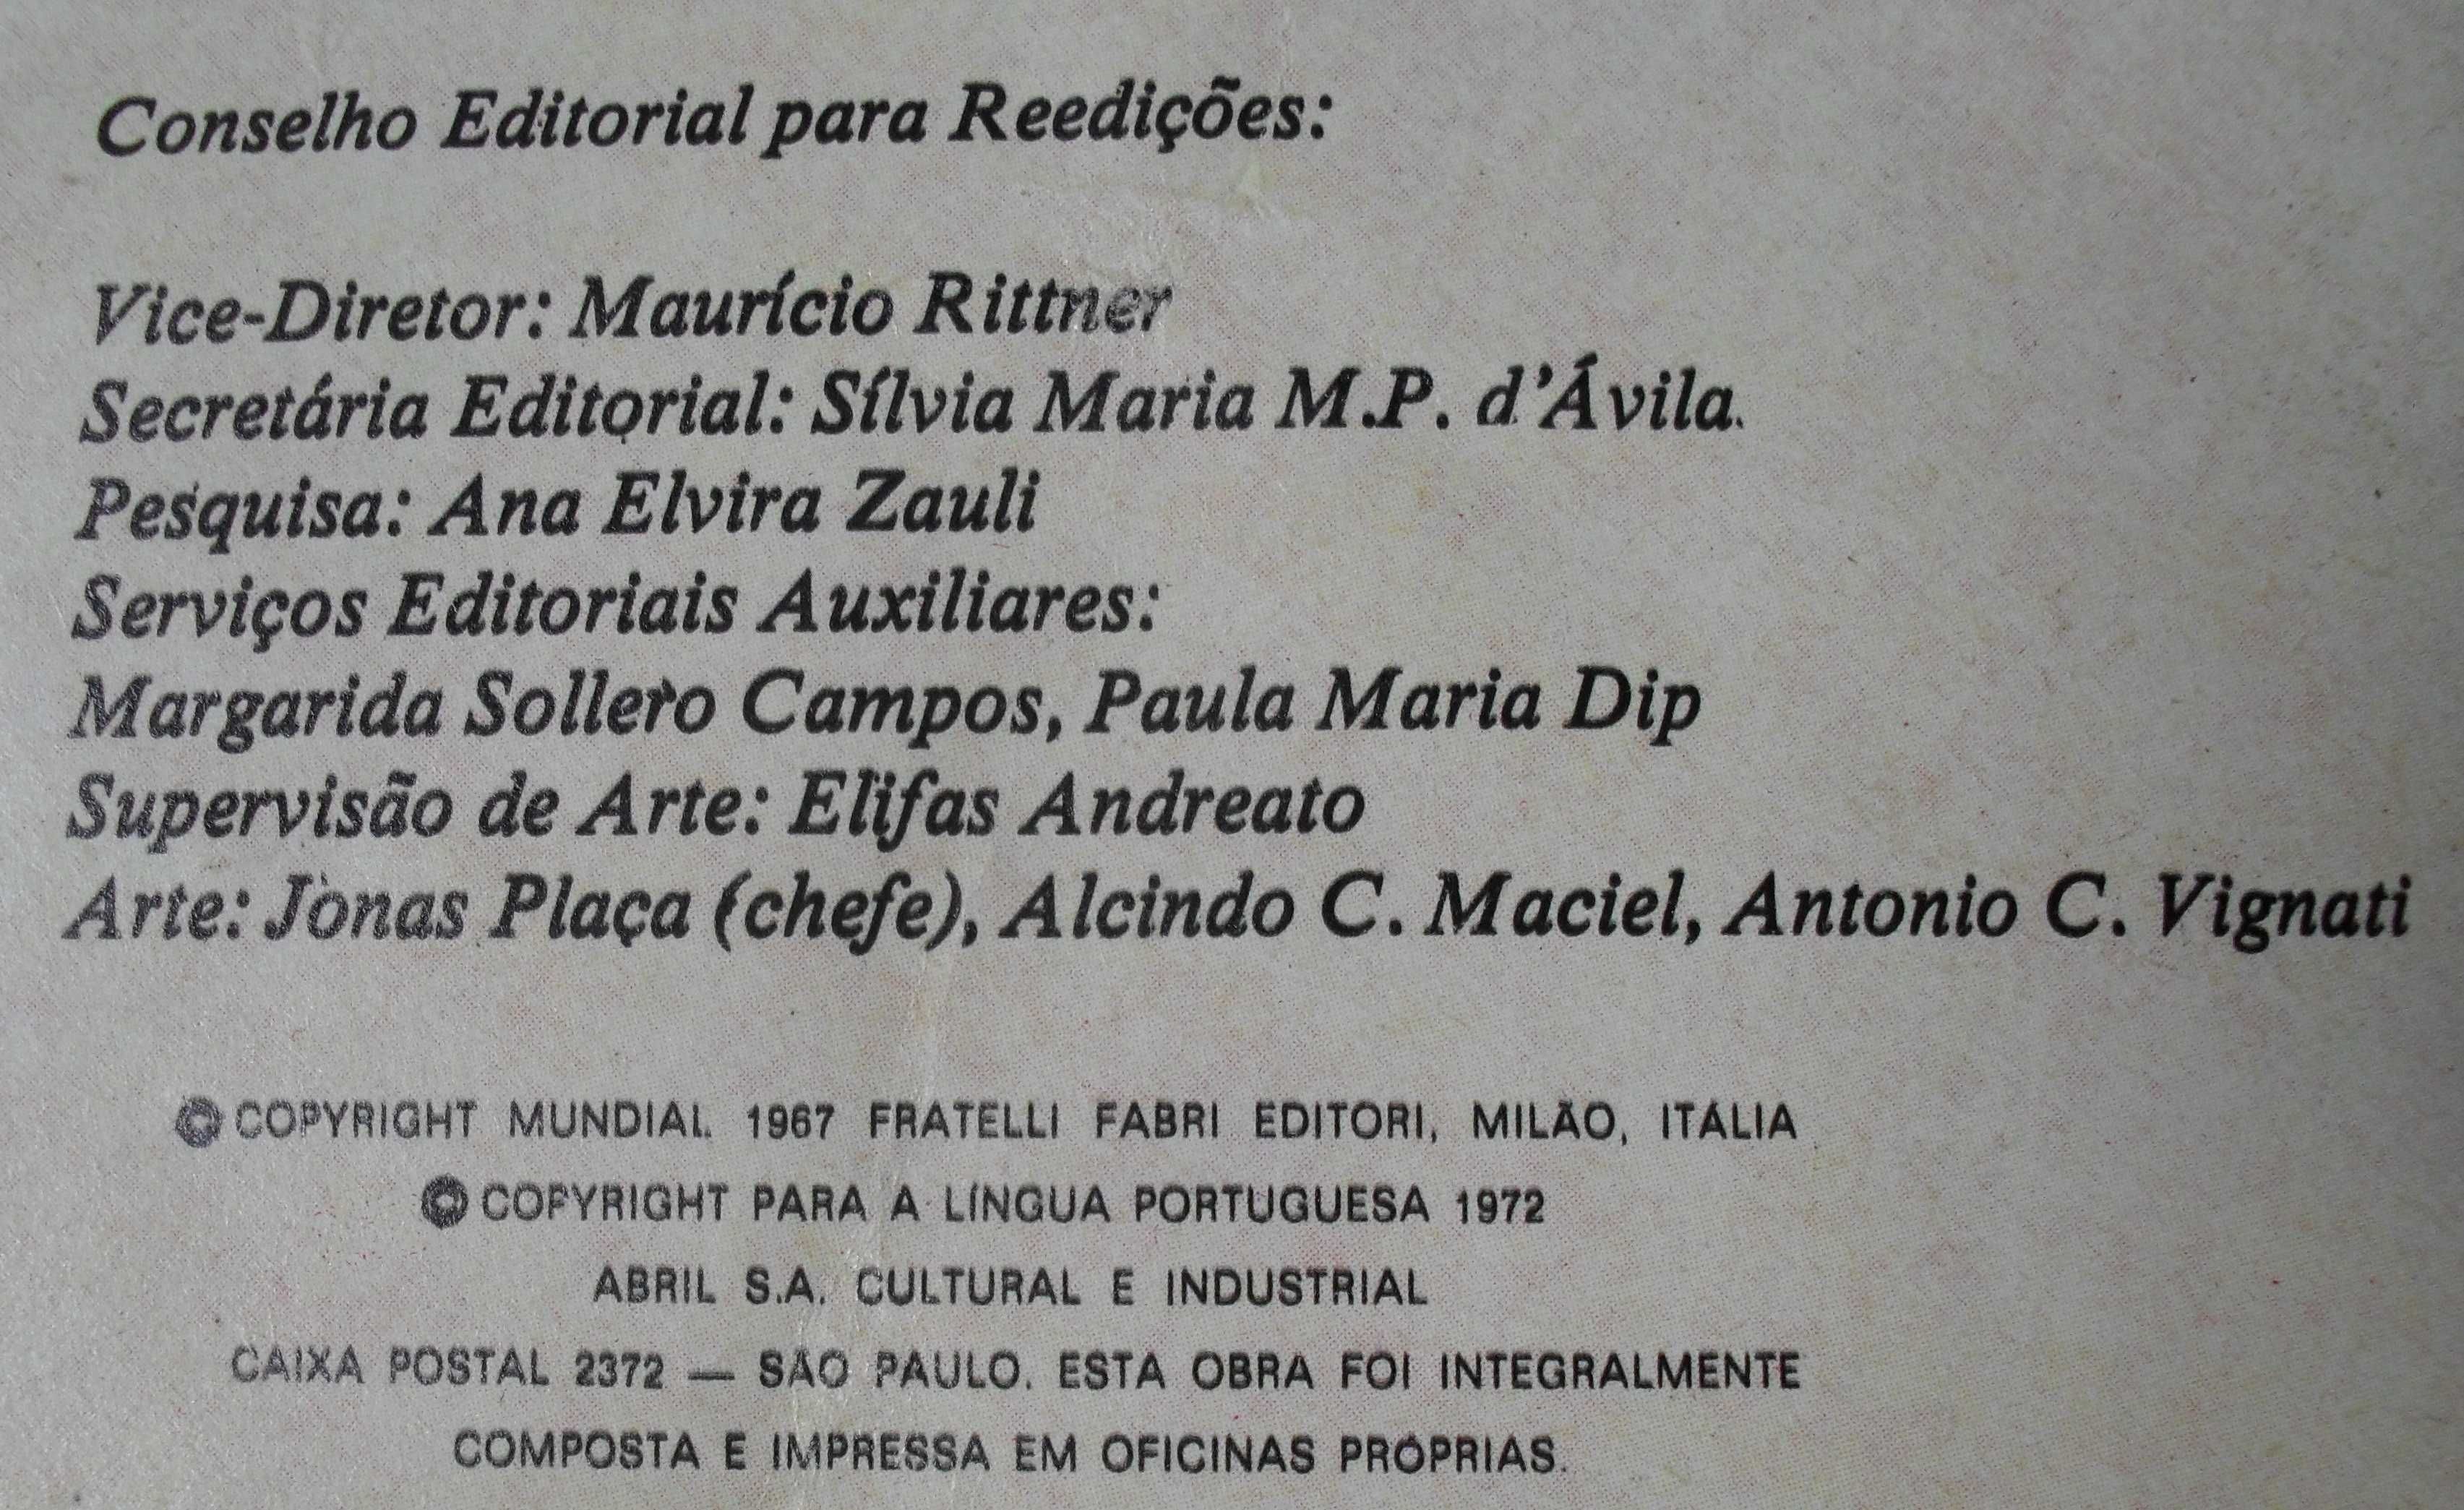 Conselho Editorial para Reedições:
Vice-Diretor: Maurício Rittner
Secretária Editorial: Sílvia Maria M.P. d'Ávila.
Pesquisa: Ana Elvira Zauli
Serviços Editoriais Auxiliares:
Margarida Sollero Campos, Paula Maria Dip
Supervisão de Arte: Elifas Andreato
Arte: Jonas Plaça (chefe), Alcindo C. Maciel, Antonio C. Vignati
© COPYRIGHT MUNDIAL 1967 FRATELLI FABRI EDITORI, MILÃO, ITÁLIA
© COPYRIGHT PARA A LÍNGUA PORTUGUESA 1972
ABRIL S.A. CULTURAL E INDUSTRIAL
CAIXA POSTAL 2372 — SÃO PAULO. ESTA OBRA FOI INTEGRALMENTE
COMPOSTA E IMPRESSA EM OFICINAS PRÓPRIAS.